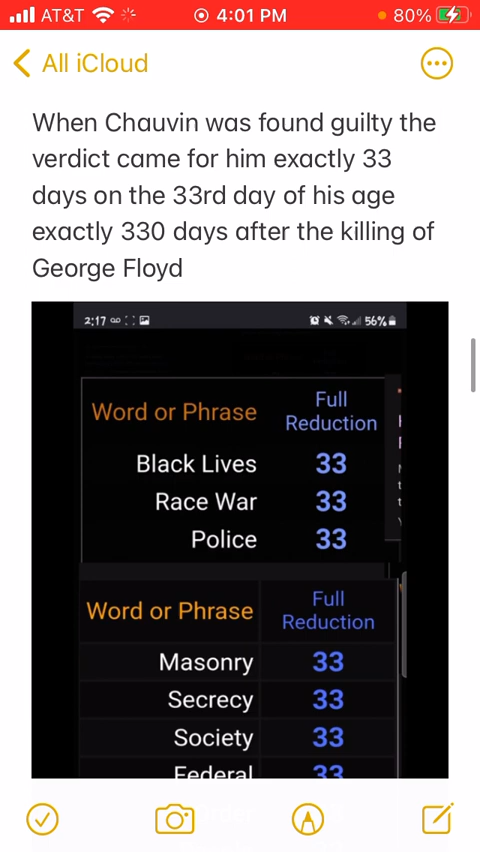 AT&T 4:01 PM 80%
All iCloud
When Chauvin was found guilty the
verdict came for him exactly 33
days on the 33rd day of his age
exactly 330 days after the killing of
George Floyd
2:17 56%
Word or Phrase Full Reduction
Black Lives 33
Race War 33
Police 33
Word or Phrase Full Reduction
Masonry 33
Secrecy 33
Society 33
Federal 33